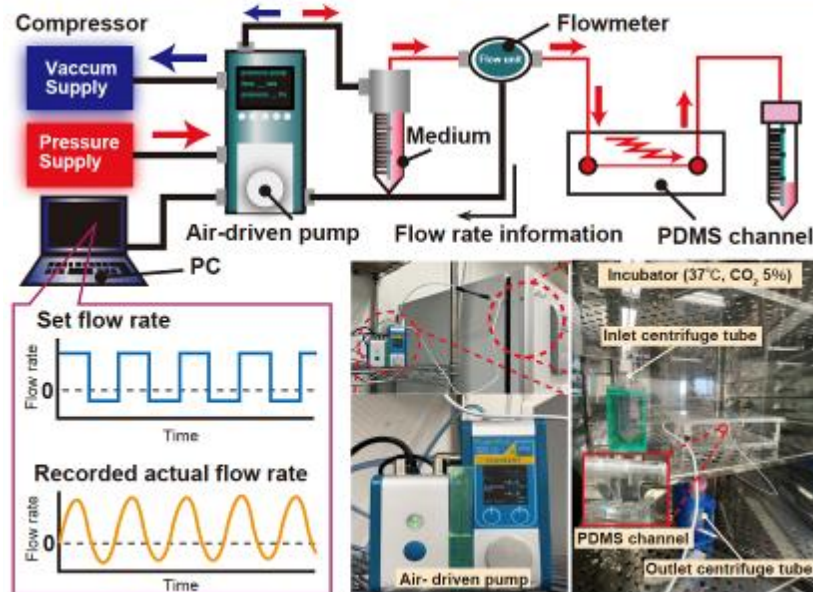 Compressor
Vaccum
Supply
Pressure
Supply
Flowmeter
Flow unit
Medium
Air-driven pump
PC
Flow rate information
PDMS channel
Set flow rate
Flow rate
0
Time
Recorded actual flow rate
Flow rate
0
Time
Air- driven pump
Incubator (37℃, CO₂ 5%)
Inlet centrifuge tube
PDMS channel
Outlet centrifuge tube